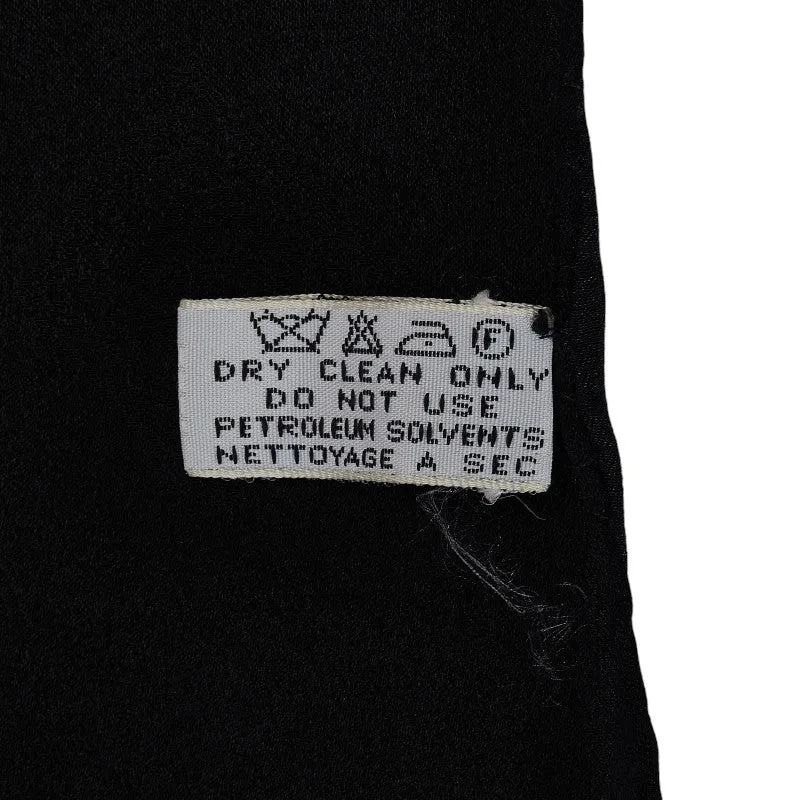 F
DRY CLEAN ONLY
DO NOT USE
PETROLEUM SOLVENTS
NETTOYAGE A SEC